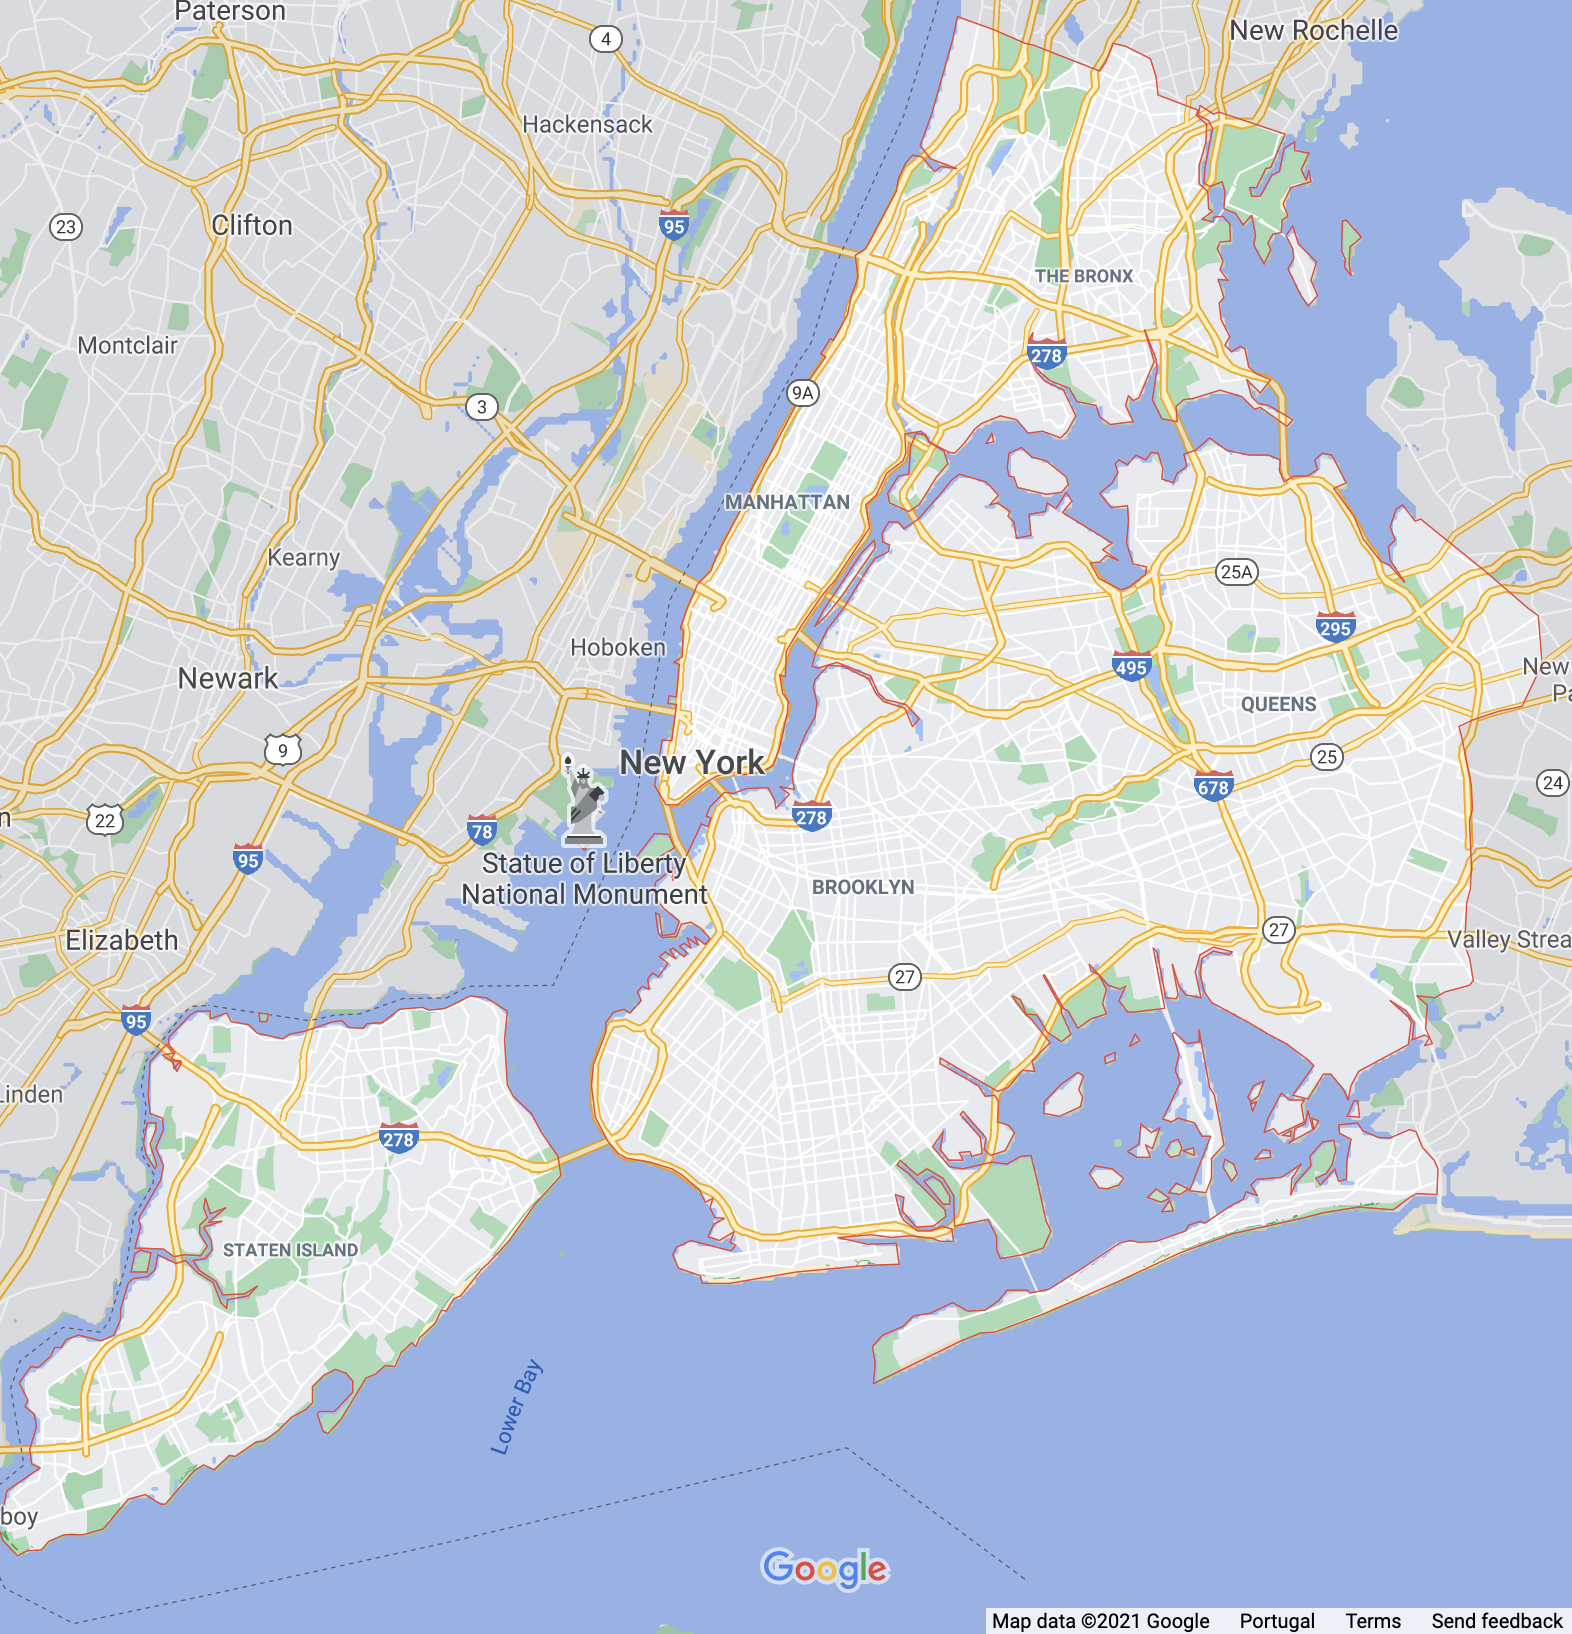 Paterson
New Rochelle
4
Hackensack
95
23
Clifton
THE BRONX
Montclair
278
9A
3
MANHATTAN
Kearny
25A
295
Hoboken
495
New
Newark
Pa
QUEENS
9
New York
25
678
24
22
278
78
95
Statue of Liberty
National Monument
BROOKLYN
27
Elizabeth
Valley Strea
27
95
Linden
278
STATEN ISLAND
Lower Bay
boy
Google
Map data ©2021 Google Portugal Terms Send feedback